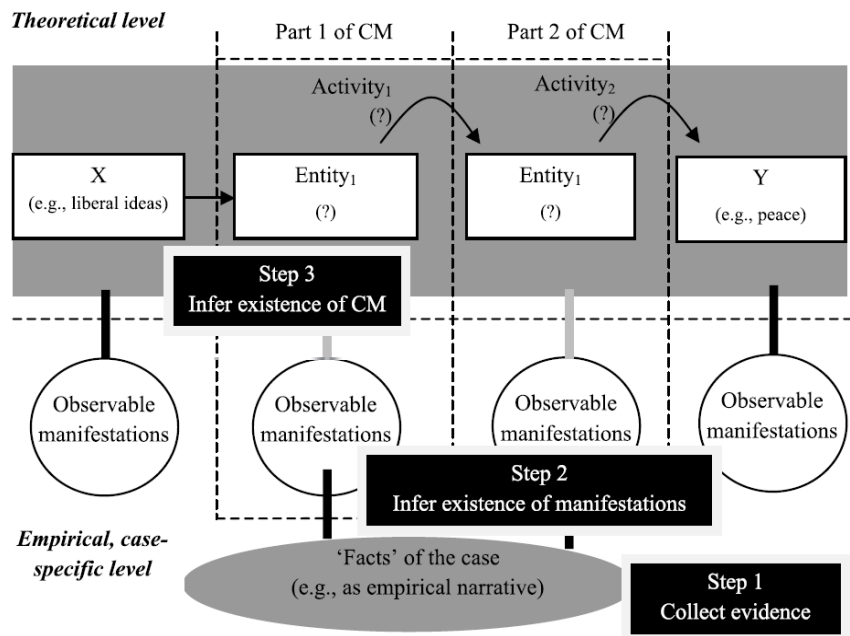 Theoretical level
Part 1 of CM
Part 2 of CM
Activity₁
(?)
Activity₂
(?)
X
(e.g., liberal ideas)
Entity₁
(?)
Entity₁
(?)
Y
(e.g., peace)
Step 3
Infer existence of CM
Observable
manifestations
Observable
manifestations
Observable
manifestations
Observable
manifestations
Step 2
Infer existence of manifestations
Empirical, case-
specific level
‘Facts’ of the case
(e.g., as empirical narrative)
Step 1
Collect evidence